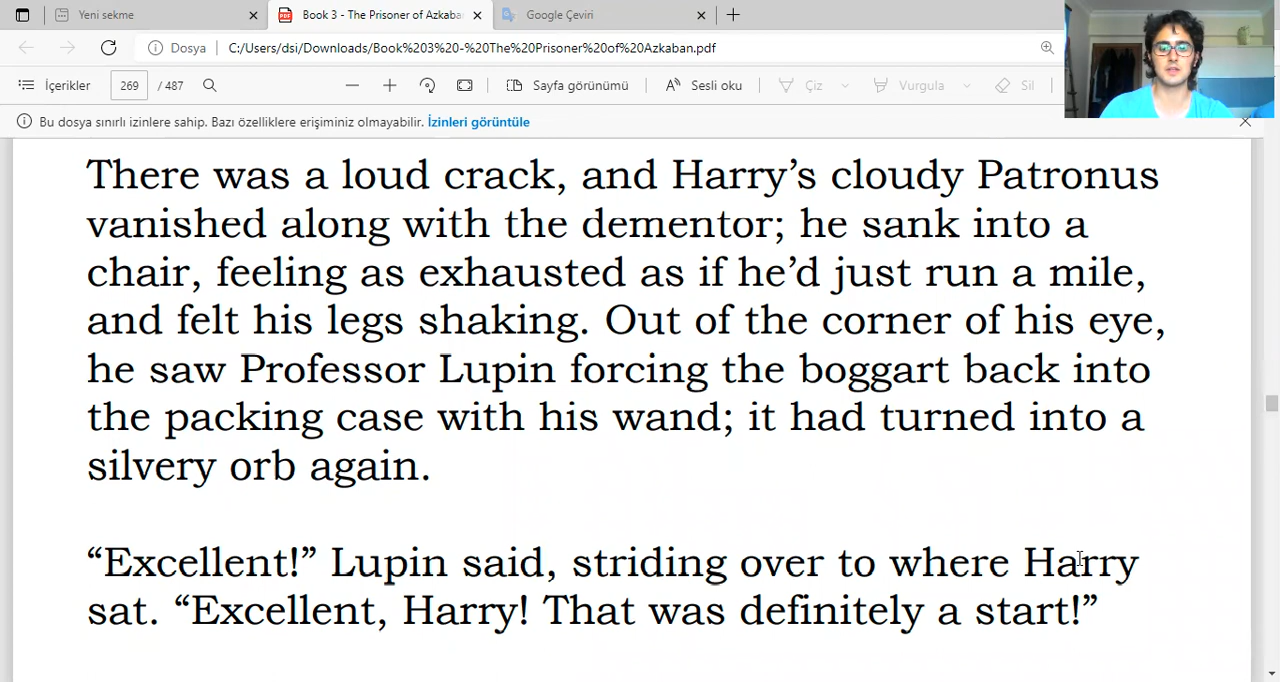 Yeni sekme
Book 3 - The Prisoner of Azkaba
Google Çeviri
Dosya
C:/Users/dsi/Downloads/Book%203%20-%20The%20Prisoner%20of%20Azkaban.pdf
İçerikler
269 / 487
Sayfa görünümü
Sesli oku
Çiz
Vurgula
Sil
Bu dosya sınırlı izinlere sahip. Bazı özelliklere erişiminiz olmayabilir. İzinleri görüntüle
There was a loud crack, and Harry’s cloudy Patronus
vanished along with the dementor; he sank into a
chair, feeling as exhausted as if he’d just run a mile,
and felt his legs shaking. Out of the corner of his eye,
he saw Professor Lupin forcing the boggart back into
the packing case with his wand; it had turned into a
silvery orb again.
“Excellent!” Lupin said, striding over to where Harry
sat. “Excellent, Harry! That was definitely a start!”